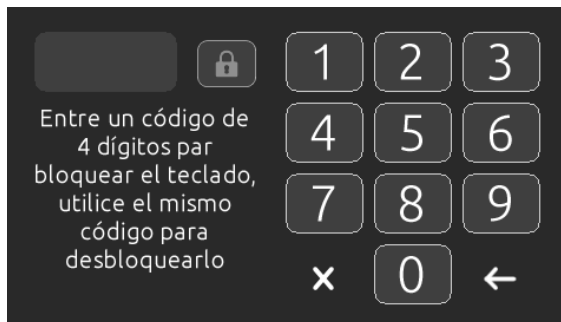 Entre un código de
4 dígitos par
bloquear el teclado,
utilice el mismo
código para
desbloquearlo
1 2 3
4 5 6
7 8 9
x 0 ←